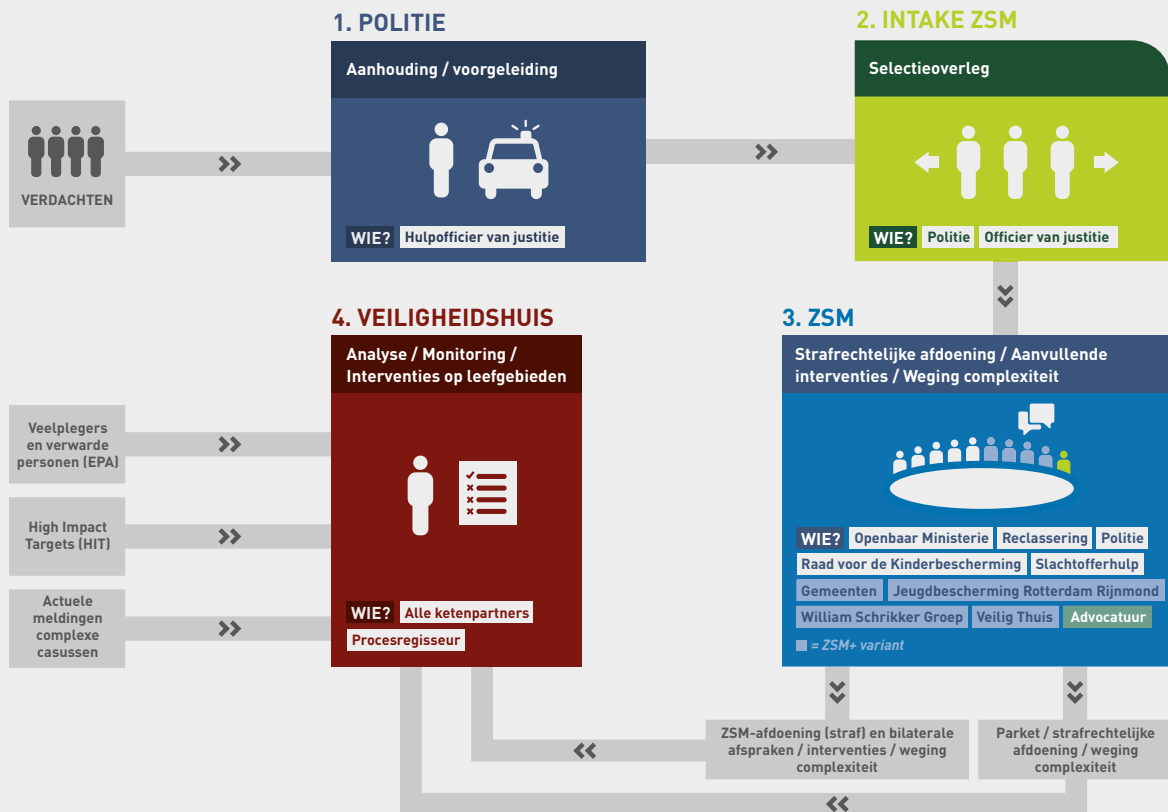 1. POLITIE
Aanhouding / voorgeleiding
WIE? Hulpofficier van justitie
2. INTAKE ZSM
Selectieoverleg
WIE? Politie Officier van justitie
VERDACHTEN
4. VEILIGHEIDSHUIS
Analyse / Monitoring /
Interventies op leefgebieden
WIE? Alle ketenpartners
Procesregisseur
3. ZSM
Strafrechtelijke afdoening / Aanvullende
interventies / Weging complexiteit
WIE? Openbaar Ministerie Reclassering Politie
Raad voor de Kinderbescherming Slachtofferhulp
Gemeenten Jeugdbescherming Rotterdam Rijnmond
William Schrikker Groep Veilig Thuis Advocatuur
= ZSM+ variant
Veelplegers
en verwarde
personen (EPA)
High Impact
Targets (HIT)
Actuele
meldingen
complexe
casussen
ZSM-afdoening (straf) en bilaterale
afspraken / interventies / weging
complexiteit
Parket / strafrechtelijke
afdoening / weging
complexiteit